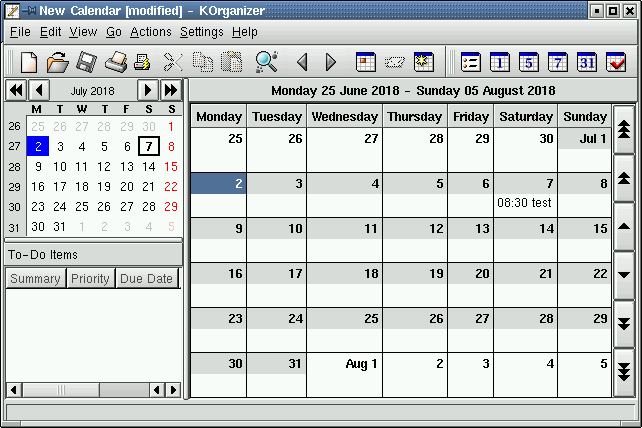 New Calendar [modified] - KOrganizer
File Edit View Go Actions Settings Help
1 5 7 31
July 2018
M T W T F S S
26 25 26 27 28 29 30 1
27 2 3 4 5 6 7 8
28 9 10 11 12 13 14 15
29 16 17 18 19 20 21 22
30 23 24 25 26 27 28 29
31 30 31 1 2 3 4 5
To-Do Items
Summary Priority Due Date
Monday 25 June 2018 - Sunday 05 August 2018
Monday Tuesday Wednesday Thursday Friday Saturday Sunday
25 26 27 28 29 30 Jul 1
2 3 4 5 6 7 8
08:30 test
9 10 11 12 13 14 15
16 17 18 19 20 21 22
23 24 25 26 27 28 29
30 31 Aug 1 2 3 4 5